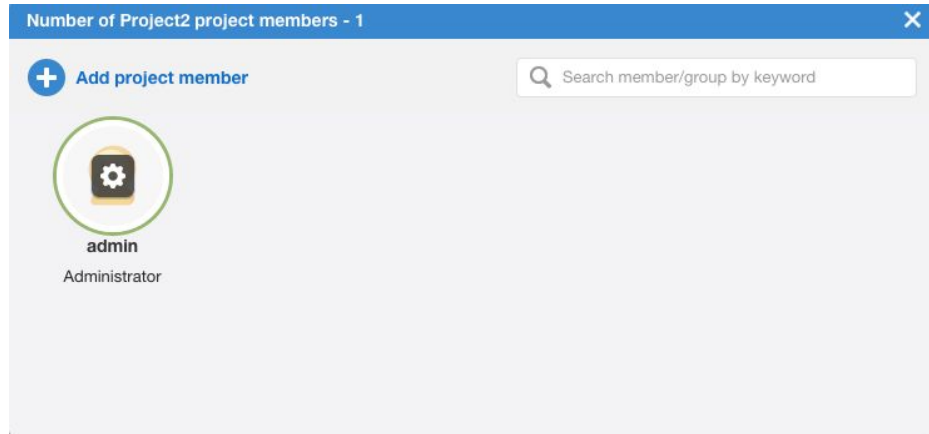 Number of Project2 project members - 1
Add project member
Search member/group by keyword
admin
Administrator